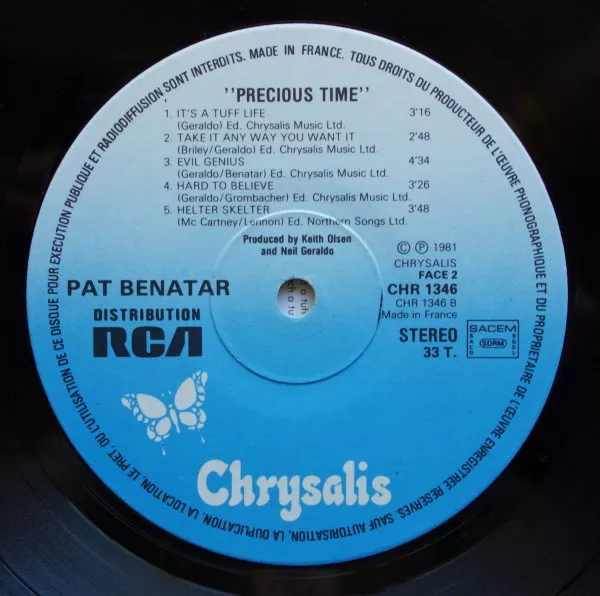 SONT INTERDITS. MADE IN FRANCE. TOUS DROITS DU PRODUCTEUR DE L'ŒUVRE PHONOGRAPHIQUE ET DU PROPRIETAIRE DE L'ŒUVRE ENREGISTREE RESERVES. SAUF AUTORISATION, LA DUPLICATION, LA LOCATION, LE PRET, OU L'UTILISATION DE CE DISQUE POUR EXECUTION PUBLIQUE ET RADIODIFFUSION
"PRECIOUS TIME"
1. IT'S A TUFF LIFE 3'16
(Geraldo) Ed. Chrysalis Music Ltd.
2. TAKE IT ANY WAY YOU WANT IT 2'48
(Briley/Geraldo) Ed. Chrysalis Music Ltd.
3. EVIL GENIUS 4'34
(Geraldo/Benatar) Ed. Chrysalis Music Ltd.
4. HARD TO BELIEVE 3'26
(Geraldo/Grombacher) Ed. Chrysalis Music Ltd.
5. HELTER SKELTER 3'48
(Mc Cartney/Lennon) Ed. Northern Songs Ltd.
Produced by Keith Olsen
and Neil Geraldo
© ℗ 1981
CHRYSALIS
FACE 2
CHR 1346
CHR 1346 B
Made in France
PAT BENATAR
DISTRIBUTION
RCA
STEREO
33 T.
SACEM
SACD
SDRM
SGDL
Chrysalis